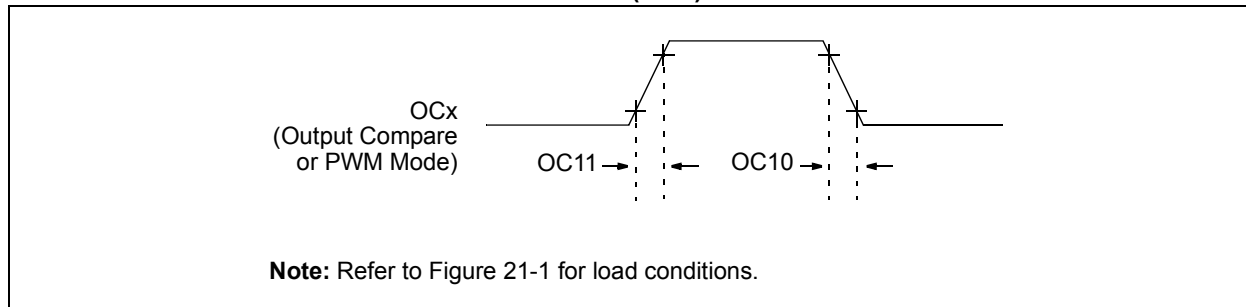 OCx
(Output Compare
or PWM Mode)
OC11
OC10
Note: Refer to Figure 21-1 for load conditions.